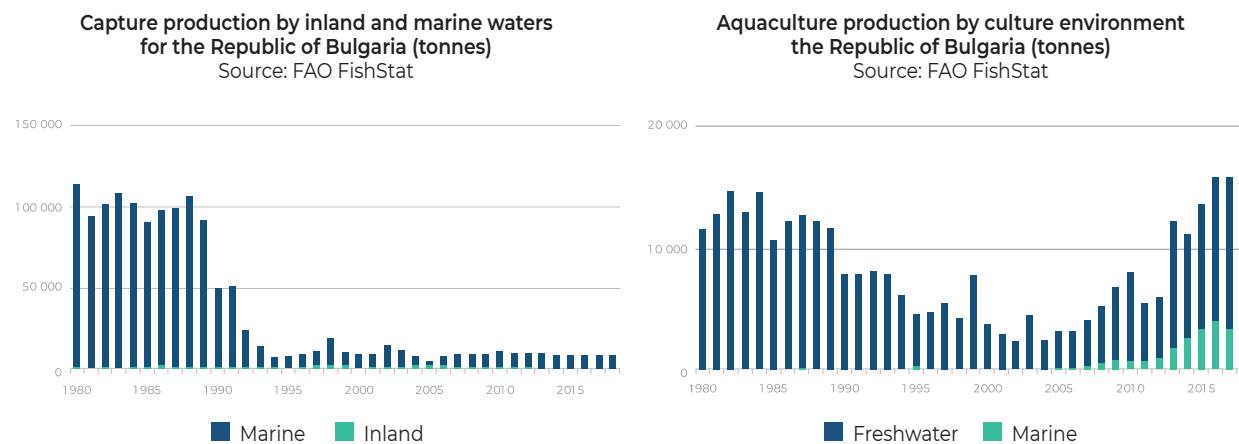 Capture production by inland and marine waters
for the Republic of Bulgaria (tonnes)
Source: FAO FishStat
150 000
100 000
50 000
0
1980 1985 1990 1995 2000 2005 2010 2015
Marine Inland
Aquaculture production by culture environment
the Republic of Bulgaria (tonnes)
Source: FAO FishStat
20 000
10 000
0
1980 1985 1990 1995 2000 2005 2010 2015
Freshwater Marine